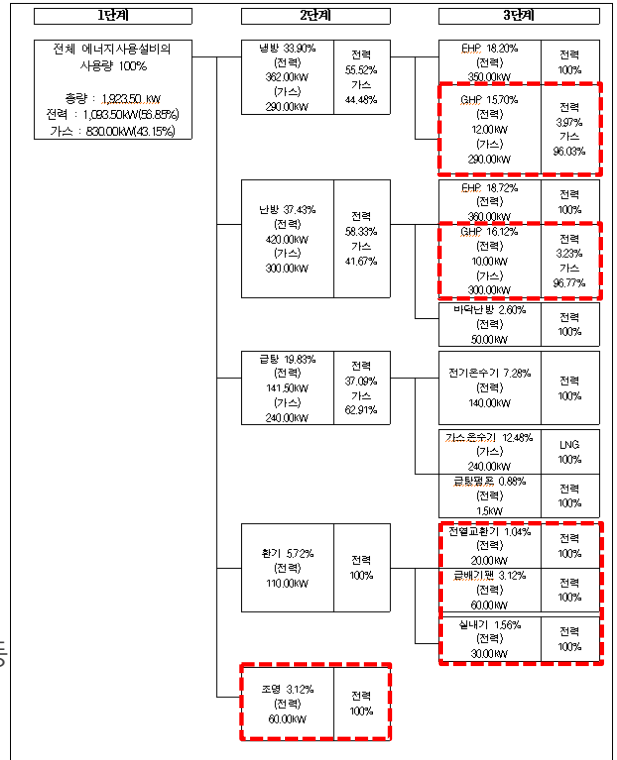 1단계
2단계
3단계
전체 에너지사용설비의
사용량 100%
총량 : 1,923.50 kW
전력 : 1,093.50kW(56.85%)
가스 : 830.00kW(43.15%)
냉방 33.90%
(전력)
362.00kW
(가스)
290.00kW
전력
55.52%
가스
44.48%
EHP 18.20%
(전력)
350.00kW
전력
100%
GHP 15.70%
(전력)
12.00kW
(가스)
290.00kW
전력
3.97%
가스
96.03%
난방 37.43%
(전력)
420.00kW
(가스)
300.00kW
전력
58.33%
가스
41.67%
EHP 18.72%
(전력)
360.00kW
전력
100%
GHP 16.12%
(전력)
10.00kW
(가스)
300.00kW
전력
3.23%
가스
96.77%
바닥난방 2.60%
(전력)
50.00kW
전력
100%
급탕 19.83%
(전력)
141.50kW
(가스)
240.00kW
전력
37.09%
가스
62.91%
전기온수기 7.28%
(전력)
140.00kW
전력
100%
가스온수기 12.48%
(가스)
240.00kW
LNG
100%
급탕펌프 0.88%
(전력)
1.5kW
전력
100%
환기 5.72%
(전력)
110.00kW
전력
100%
전열교환기 1.04%
(전력)
20.00kW
전력
100%
급배기팬 3.12%
(전력)
60.00kW
전력
100%
실내기 1.56%
(전력)
30.00kW
전력
100%
조명 3.12%
(전력)
60.00kW
전력
100%